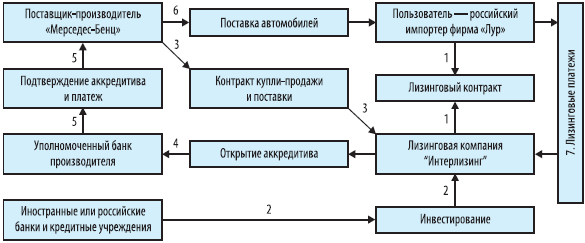 Поставщик-производитель
«Мерседес-Бенц»
6
Поставка автомобилей
Пользователь — российский
импортер фирма «Лур»
5
3
1
Подтверждение аккредитива
и платеж
Контракт купли-продажи
и поставки
Лизинговый контракт
5
3
1
Уполномоченный банк
производителя
4
Открытие аккредитива
Лизинговая компания
"Интерлизинг"
7. Лизинговые платежи
2
Иностранные или российские
банки и кредитные учреждения
2
Инвестирование